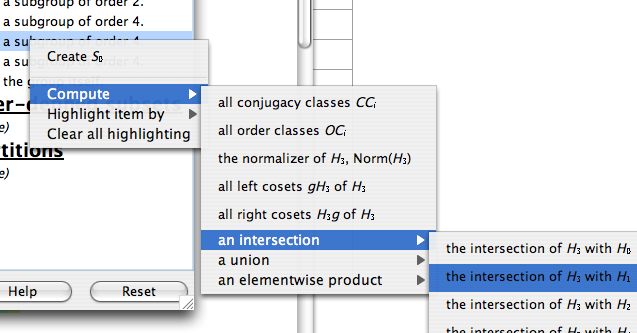 a subgroup of order 2.
a subgroup of order 4.
a subgroup of order 4.
Create S₀
a
the
Compute
er-
all conjugacy classes CCᵢ
Highlight item by
all order classes OCᵢ
e)
Clear all highlighting
titions
the normalizer of H₃, Norm(H₃)
e)
all left cosets gH₃ of H₃
all right cosets H₃g of H₃
an intersection
the intersection of H₃ with H₀
a union
the intersection of H₃ with H₁
an elementwise product
Help
Reset
the intersection of H₃ with H₂